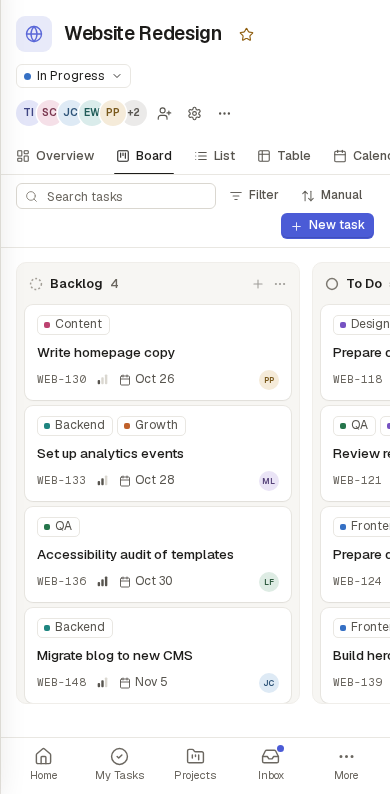 Website Redesign
In Progress
TI SC JC EW PP +2
Overview Board List Table
Search tasks Filter Manual
New task
Backlog 4
Content
Write homepage copy
WEB-130 Oct 26 PP
Backend Growth
Set up analytics events
WEB-133 Oct 28 ML
QA
Accessibility audit of templates
WEB-136 Oct 30 LF
Backend
Migrate blog to new CMS
WEB-148 Nov 5 JC
To Do
Design
Prepare
WEB-118
QA
Review
WEB-121
Prepare
WEB-124
Build
WEB-139
Home My Tasks Projects Inbox More